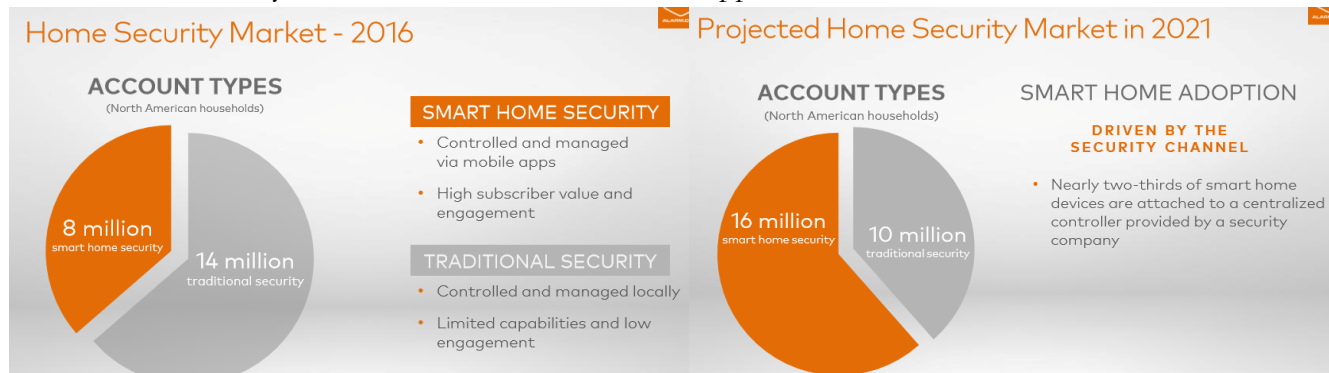 Home Security Market - 2016
ACCOUNT TYPES
(North American households)
8 million
smart home security
14 million
traditional security
SMART HOME SECURITY
• Controlled and managed
via mobile apps
• High subscriber value and
engagement
TRADITIONAL SECURITY
• Controlled and managed locally
• Limited capabilities and low
engagement
Projected Home Security Market in 2021
ACCOUNT TYPES
(North American households)
16 million
smart home security
10 million
traditional security
SMART HOME ADOPTION
DRIVEN BY THE
SECURITY CHANNEL
• Nearly two-thirds of smart home
devices are attached to a centralized
controller provided by a security
company